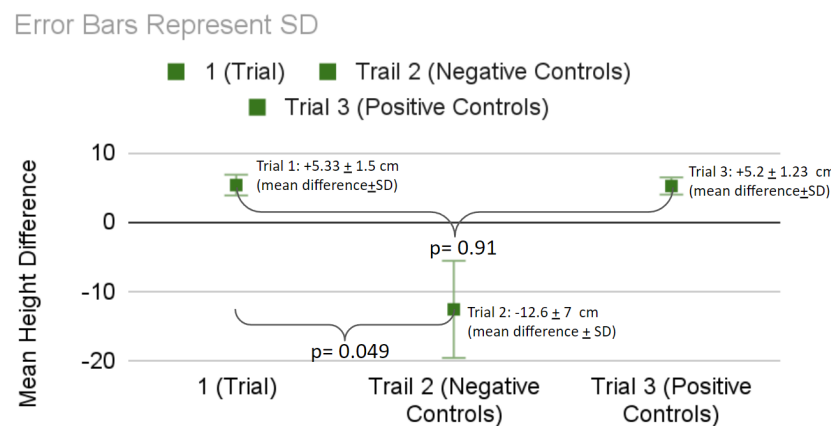 Error Bars Represent SD
1 (Trial)
Trail 2 (Negative Controls)
Trial 3 (Positive Controls)
Mean Height Difference
10
0
-10
-20
Trial 1: +5.33 ± 1.5 cm
(mean difference±SD)
Trial 3: +5.2 ± 1.23 cm
(mean difference±SD)
p= 0.91
Trial 2: -12.6 ± 7 cm
(mean difference ± SD)
p= 0.049
1 (Trial)
Trail 2 (Negative
Controls)
Trial 3 (Positive
Controls)